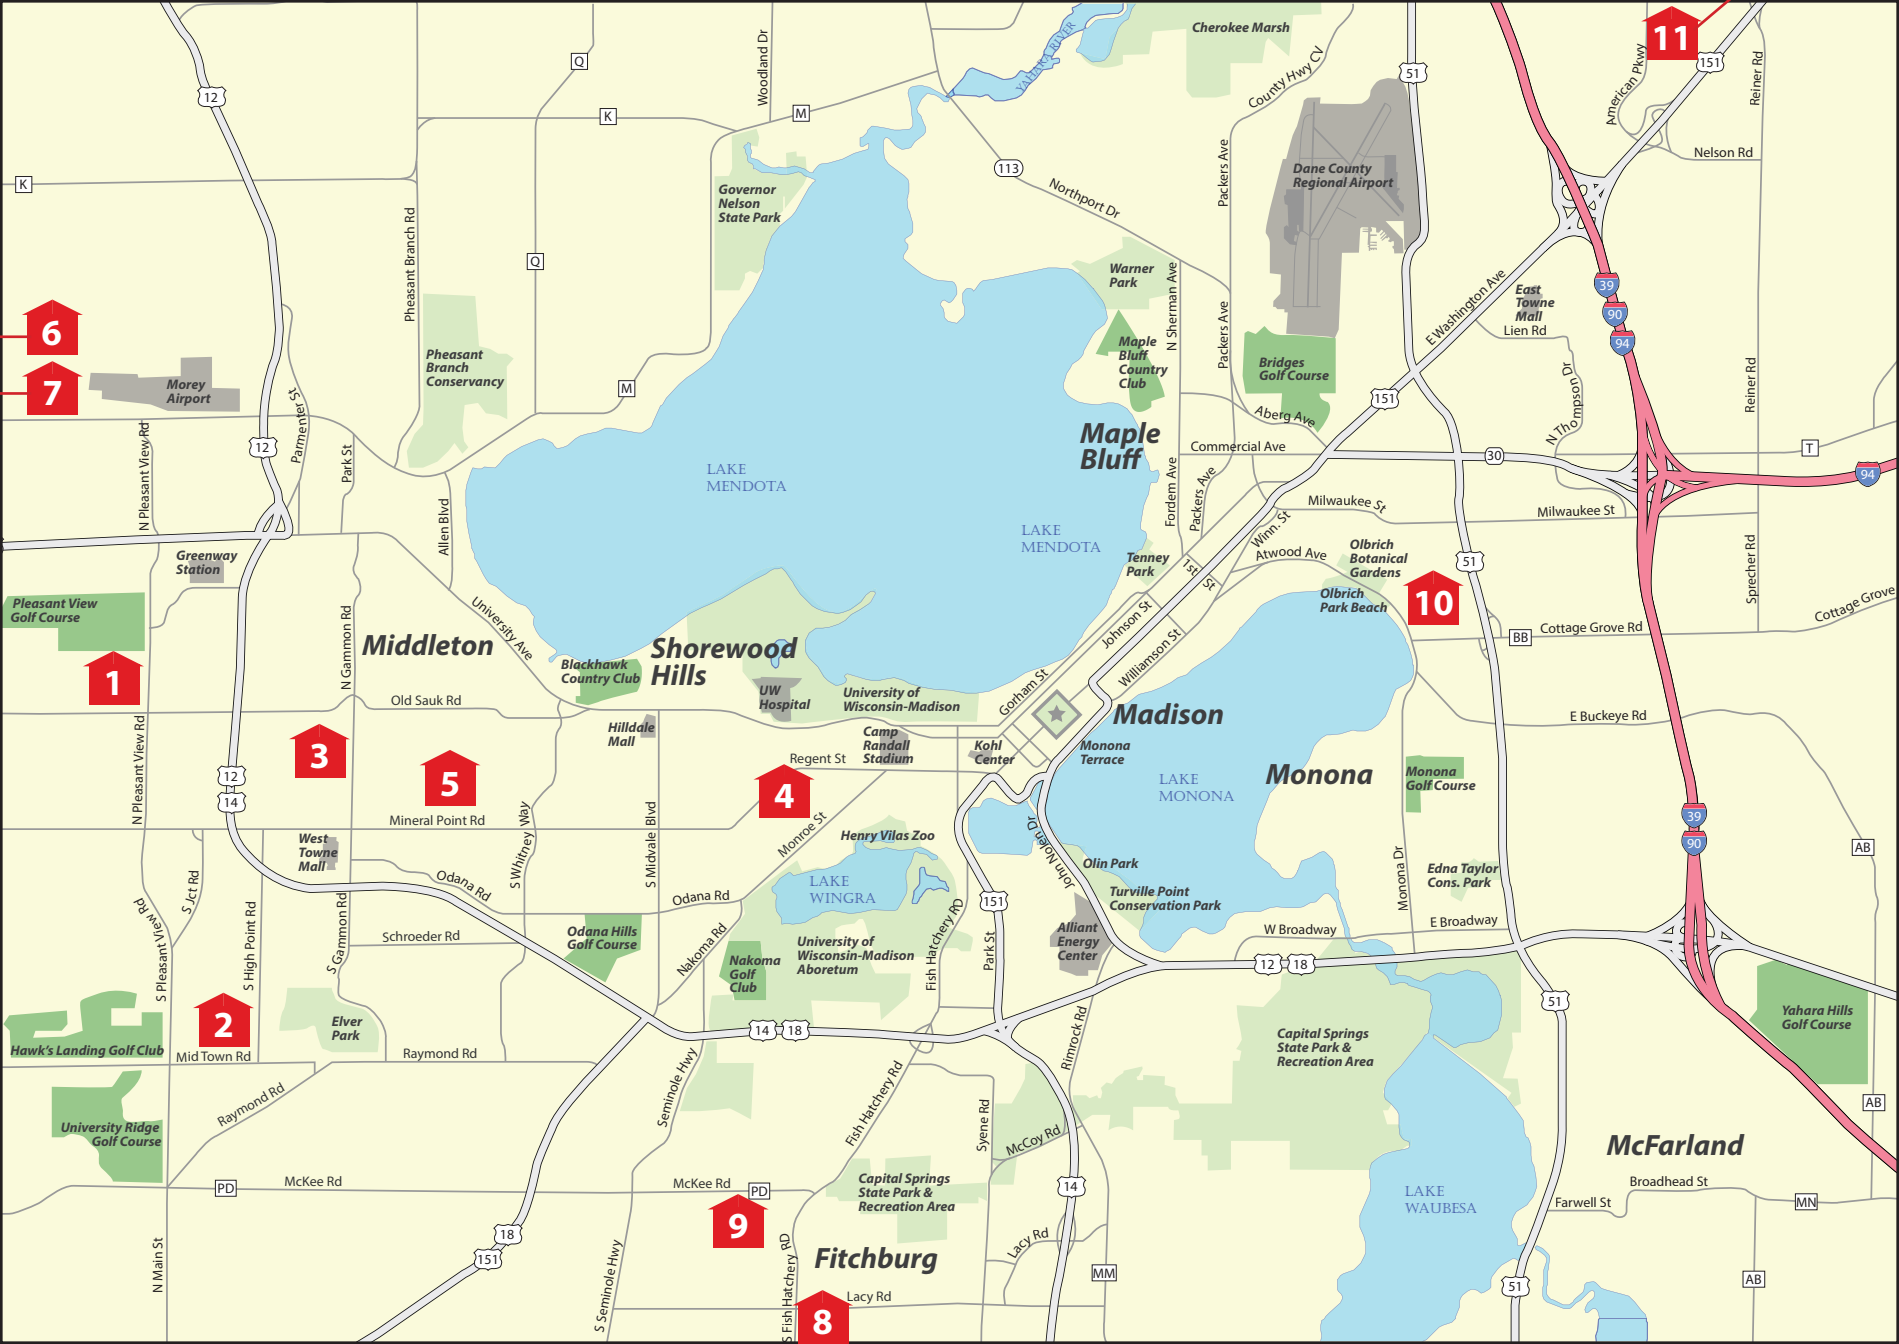 Cherokee Marsh
YAHARA RIVER
11
12
Q
Woodland Dr
M
K
51
County Hwy CV
American Pkwy
151
Reiner Rd
Nelson Rd
K
113
Northport Dr
Packers Ave
Dane County
Regional Airport
Governor
Nelson
State Park
Pheasant Branch Rd
Q
Warner
Park
N Sherman Ave
Packers Ave
E Washington Ave
East
Towne
Mall
Lien Rd
39
90
94
6
7
Morey
Airport
Parmenter St
Pheasant
Branch
Conservancy
M
Maple
Bluff
Country
Club
Bridges
Golf Course
151
N Thompson Dr
Reiner Rd
Aberg Ave
Commercial Ave
Maple
Bluff
30
T
94
N Pleasant View Rd
12
Park St
LAKE
MENDOTA
Fordem Ave
Packers Ave
Milwaukee St
Milwaukee St
Allen Blvd
LAKE
MENDOTA
Winn. St
Atwood Ave
Greenway
Station
Tenney
Park
1st St
Olbrich
Botanical
Gardens
51
Sprecher Rd
Olbrich
Park Beach
10
Pleasant View
Golf Course
University Ave
Johnson St
Williamson St
BB
Cottage Grove Rd
Cottage Grove
N Gammon Rd
Middleton
Shorewood
Hills
1
Blackhawk
Country Club
UW
Hospital
University of
Wisconsin-Madison
Gorham St
Old Sauk Rd
Madison
E Buckeye Rd
N Pleasant View Rd
3
5
Hilldale
Mall
Camp
Randall
Stadium
Kohl
Center
Monona
Terrace
Regent St
12
14
4
LAKE
MONONA
Monona
Monona
Golf Course
Mineral Point Rd
S Whitney Way
S Midvale Blvd
Monroe St
Henry Vilas Zoo
John Nolen Dr
39
90
AB
West
Towne
Mall
S Jct Rd
Odana Rd
Odana Rd
LAKE
WINGRA
Olin Park
Turville Point
Conservation Park
Monona Dr
Edna Taylor
Cons. Park
S Pleasant View Rd
S High Point Rd
S Gammon Rd
Schroeder Rd
Odana Hills
Golf Course
Nakoma Rd
Nakoma
Golf
Club
University of
Wisconsin-Madison
Aboretum
Fish Hatchery RD
151
Park St
Alliant
Energy
Center
W Broadway
E Broadway
12
18
51
2
Elver
Park
Hawk's Landing Golf Club
Mid Town Rd
Raymond Rd
14
18
Rimrock Rd
Capital Springs
State Park &
Recreation Area
Yahara Hills
Golf Course
Raymond Rd
University Ridge
Golf Course
Seminole Hwy
Fish Hatchery Rd
Syene Rd
McCoy Rd
AB
McFarland
PD
McKee Rd
McKee Rd
PD
9
Capital Springs
State Park &
Recreation Area
14
LAKE
WAUBESA
Farwell St
Broadhead St
MN
N Main St
18
151
S Seminole Hwy
S Fish Hatchery RD
Fitchburg
Lacy Rd
MM
51
AB
8
Lacy Rd